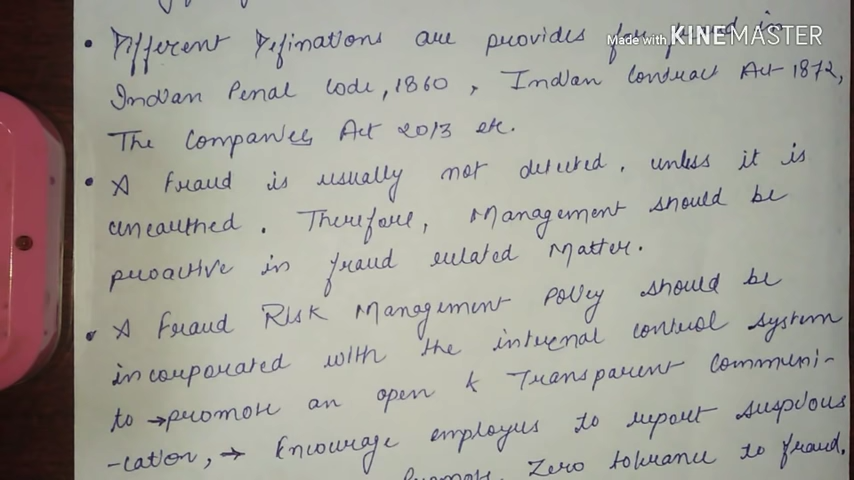 • Different Definations are provides for fraud in
Made with KINEMASTER
Indian Penal Code, 1860, Indian Contract Act 1872,
The Companies Act 2013 etc.
• A Fraud is usually not deteted, unless it is
unearthed. Therefore, Management should be
proactive in fraud related Matter.
• A Fraud Risk Management Policy should be
incorporated with the internal control system
to → promote an open & Transparent communi-
-cation, → Encourage employees to report suspious
Promote Zero tolerance to fraud.